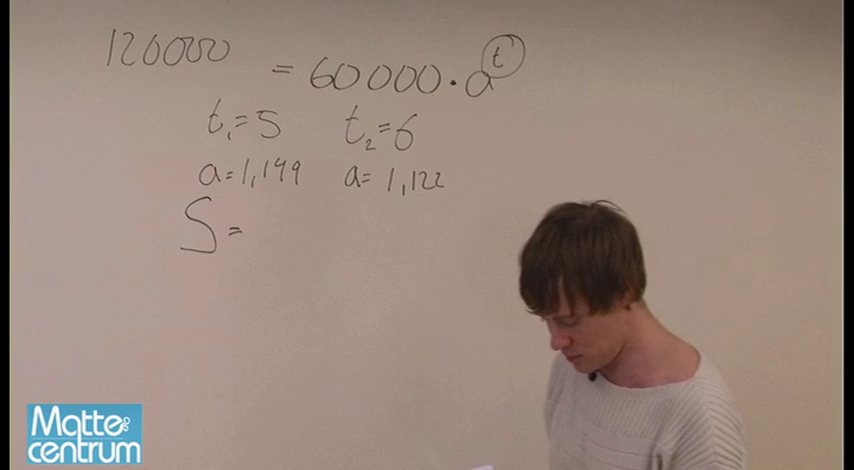 120000 = 60000 · a^t
t₁=5 t₂=6
a=1,149 a=1,122
S=
Matte
centrum